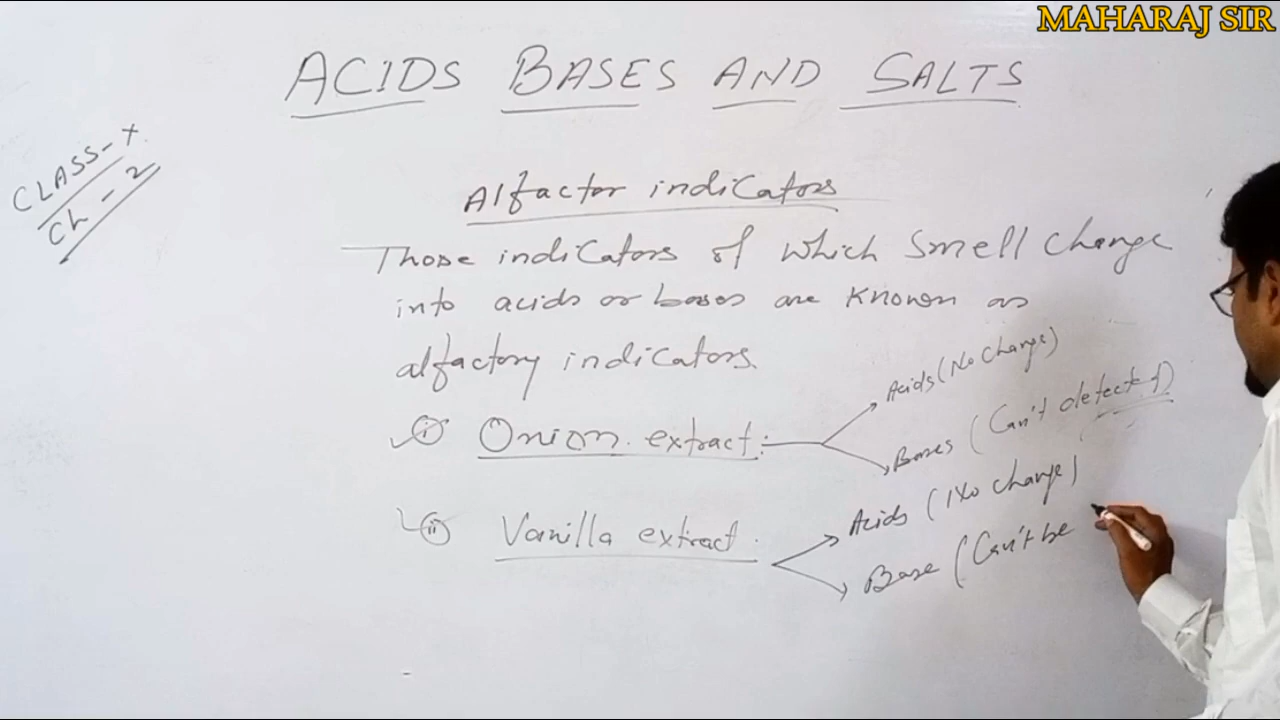 MAHARAJ SIR
ACIDS BASES AND SALTS
CLASS-X
Ch-2
Alfactor indicators
Those indicators of which smell change
into acids or bases are known as
alfactory indicators.
i Onion extract:
Acids (No Change)
Bases (Can't detected)
ii Vanilla extract.
Acids (No change)
Base (Can't be